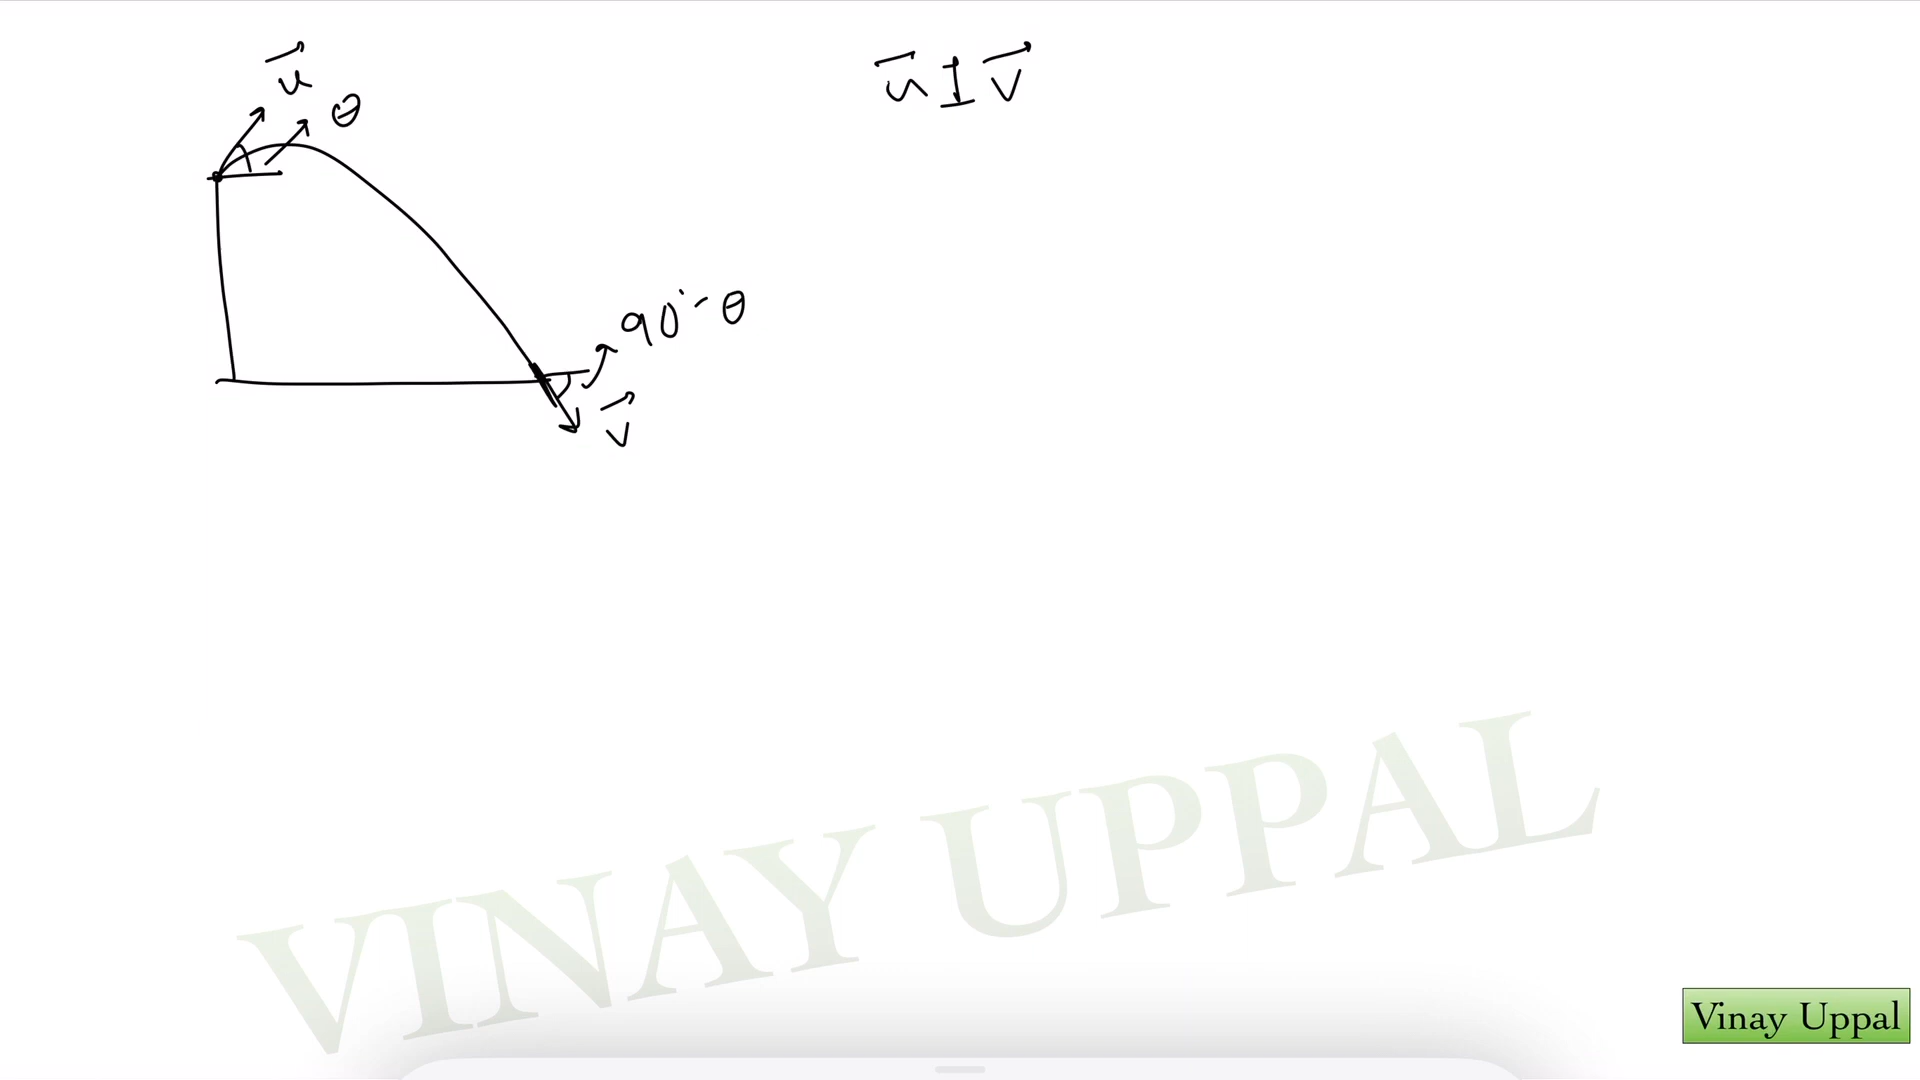 u⃗
θ
u⃗ ⊥ v⃗
90° - θ
v⃗
VINAY UPPAL
Vinay Uppal